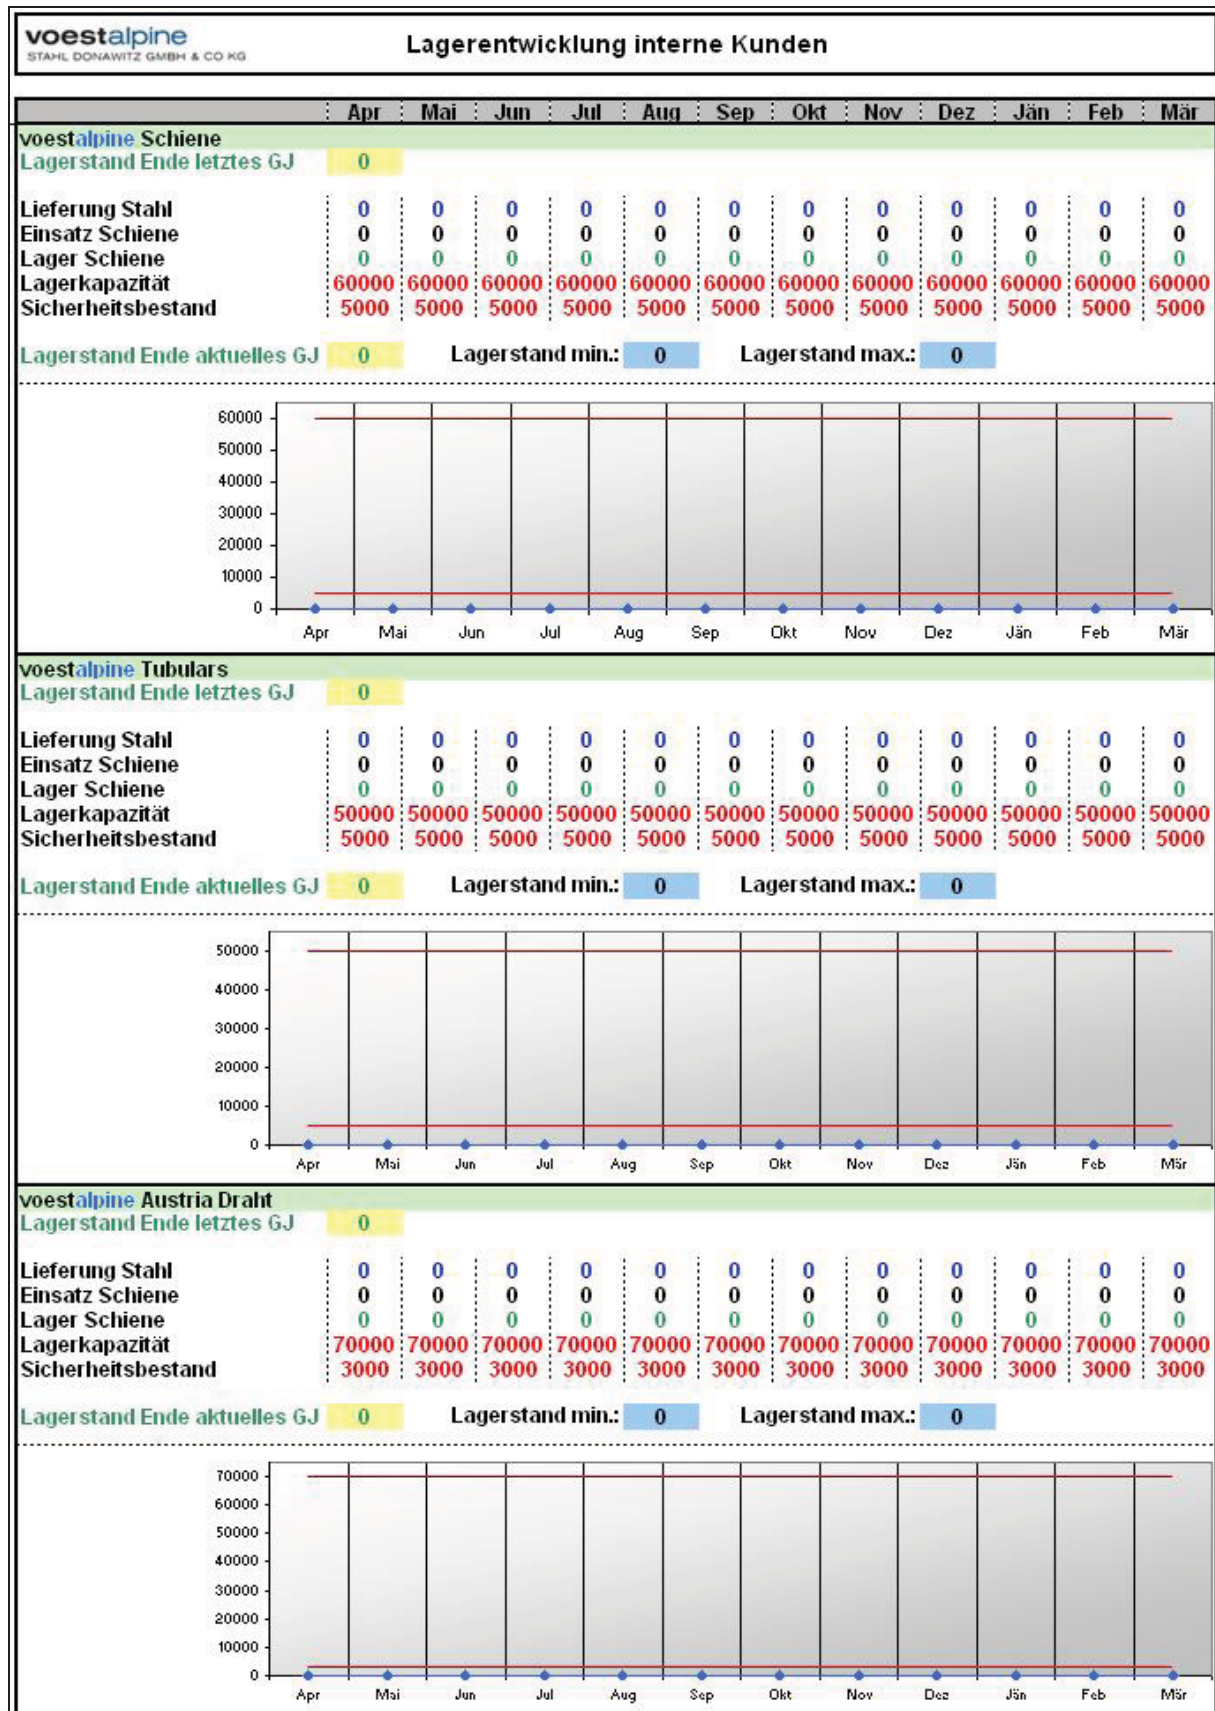 voestalpine
STAHL DONAWITZ GMBH & CO KG
Lagerentwicklung interne Kunden
Apr Mai Jun Jul Aug Sep Okt Nov Dez Jän Feb Mär
voestalpine Schiene
Lagerstand Ende letztes GJ 0
Lieferung Stahl 0 0 0 0 0 0 0 0 0 0 0 0
Einsatz Schiene 0 0 0 0 0 0 0 0 0 0 0 0
Lager Schiene 0 0 0 0 0 0 0 0 0 0 0 0
Lagerkapazität 60000 60000 60000 60000 60000 60000 60000 60000 60000 60000 60000 60000
Sicherheitsbestand 5000 5000 5000 5000 5000 5000 5000 5000 5000 5000 5000 5000
Lagerstand Ende aktuelles GJ 0 Lagerstand min.: 0 Lagerstand max.: 0
60000
50000
40000
30000
20000
10000
0
Apr Mai Jun Jul Aug Sep Okt Nov Dez Jän Feb Mär
voestalpine Tubulars
Lagerstand Ende letztes GJ 0
Lieferung Stahl 0 0 0 0 0 0 0 0 0 0 0 0
Einsatz Schiene 0 0 0 0 0 0 0 0 0 0 0 0
Lager Schiene 0 0 0 0 0 0 0 0 0 0 0 0
Lagerkapazität 50000 50000 50000 50000 50000 50000 50000 50000 50000 50000 50000 50000
Sicherheitsbestand 5000 5000 5000 5000 5000 5000 5000 5000 5000 5000 5000 5000
Lagerstand Ende aktuelles GJ 0 Lagerstand min.: 0 Lagerstand max.: 0
50000
40000
30000
20000
10000
0
Apr Mai Jun Jul Aug Sep Okt Nov Dez Jän Feb Mär
voestalpine Austria Draht
Lagerstand Ende letztes GJ 0
Lieferung Stahl 0 0 0 0 0 0 0 0 0 0 0 0
Einsatz Schiene 0 0 0 0 0 0 0 0 0 0 0 0
Lager Schiene 0 0 0 0 0 0 0 0 0 0 0 0
Lagerkapazität 70000 70000 70000 70000 70000 70000 70000 70000 70000 70000 70000 70000
Sicherheitsbestand 3000 3000 3000 3000 3000 3000 3000 3000 3000 3000 3000 3000
Lagerstand Ende aktuelles GJ 0 Lagerstand min.: 0 Lagerstand max.: 0
70000
60000
50000
40000
30000
20000
10000
0
Apr Mai Jun Jul Aug Sep Okt Nov Dez Jän Feb Mär